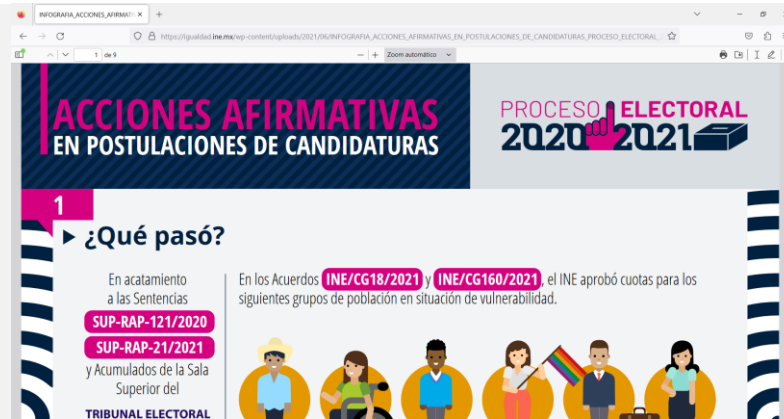 INFOGRAFIA_ACCIONES_AFIRMATI
https://igualdad.ine.mx/wp-content/uploads/2021/06/INFOGRAFIA_ACCIONES_AFIRMATIVAS_EN_POSTULACIONES_DE_CANDIDATURAS_PROCESO_ELECTORAL_
1 de 9
Zoom automático
ACCIONES AFIRMATIVAS
EN POSTULACIONES DE CANDIDATURAS
PROCESO ELECTORAL
2020 2021
1
¿Qué pasó?
En acatamiento
a las Sentencias
SUP-RAP-121/2020
SUP-RAP-21/2021
y Acumulados de la Sala
Superior del
TRIBUNAL ELECTORAL
En los Acuerdos INE/CG18/2021 y INE/CG160/2021, el INE aprobó cuotas para los
siguientes grupos de población en situación de vulnerabilidad.